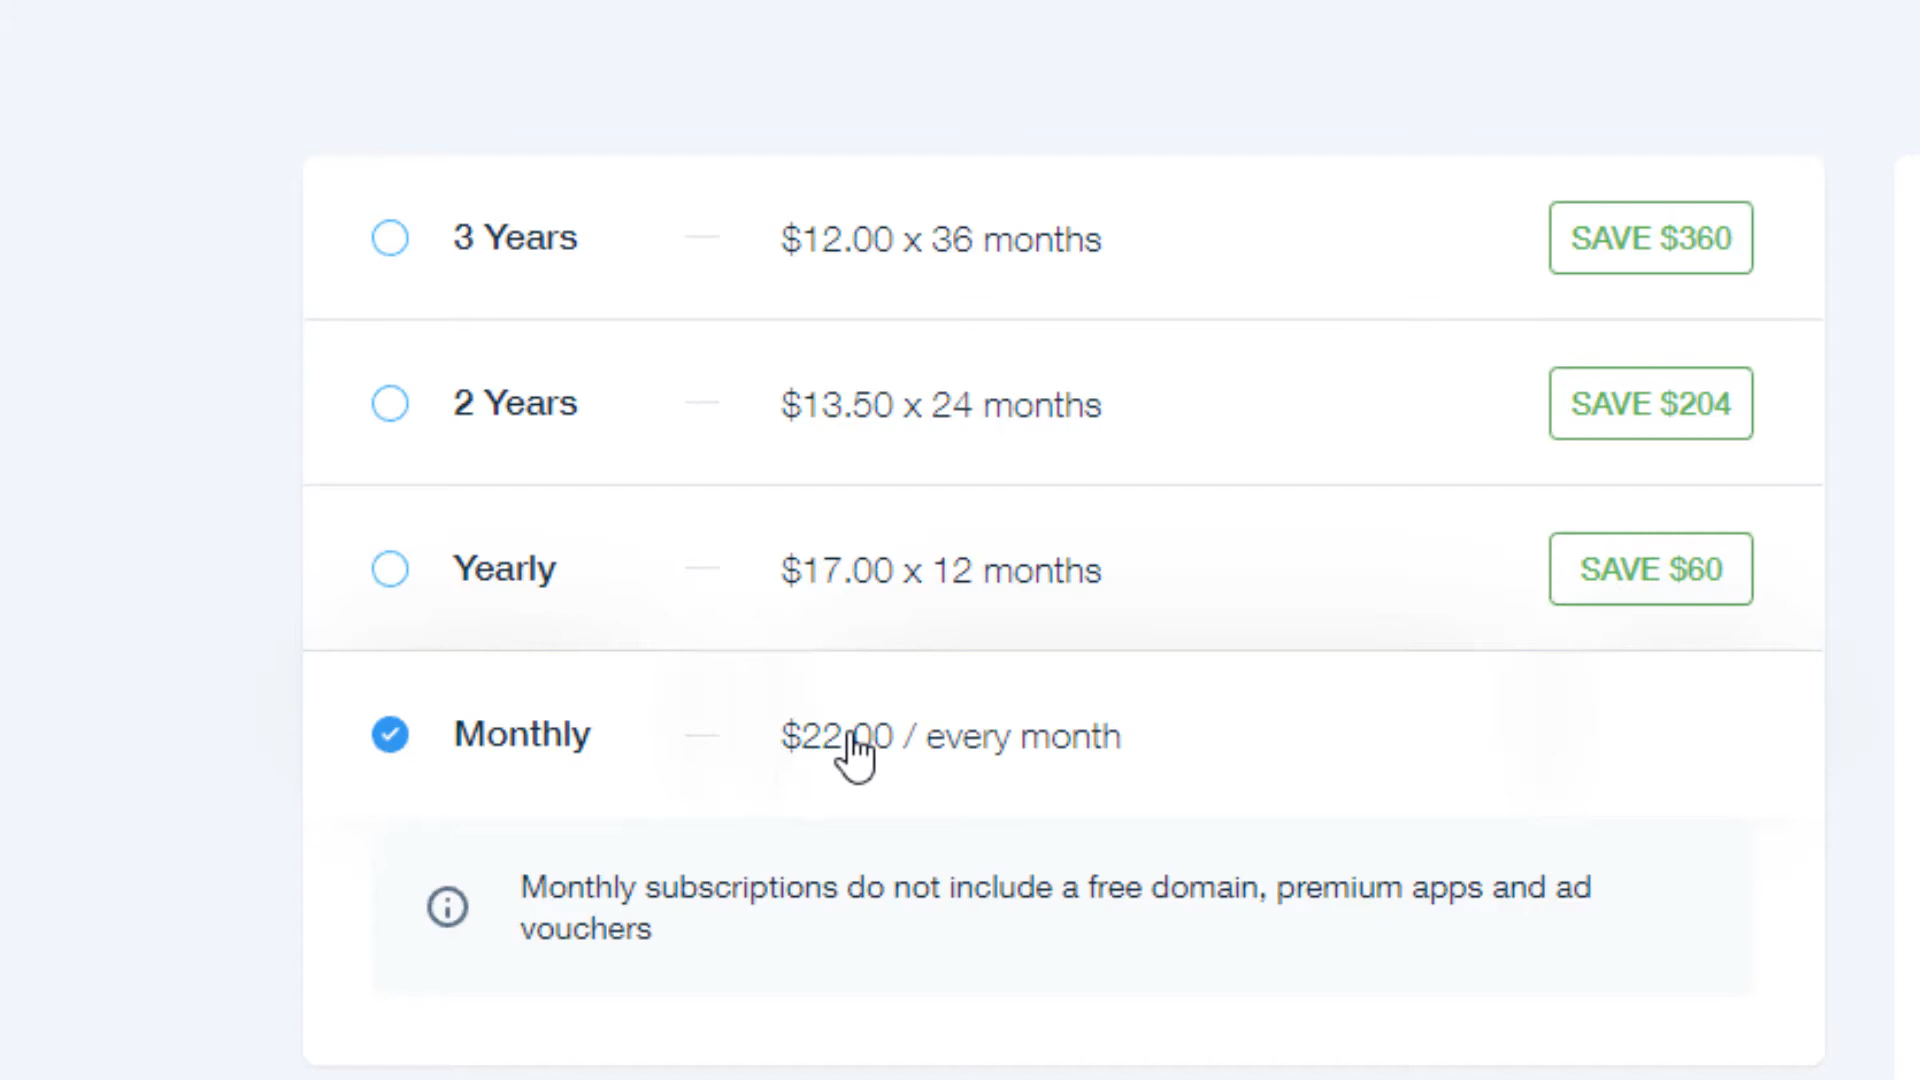 3 Years — $12.00 x 36 months SAVE $360
2 Years — $13.50 x 24 months SAVE $204
Yearly — $17.00 x 12 months SAVE $60
Monthly — $22.00 / every month
Monthly subscriptions do not include a free domain, premium apps and ad
vouchers